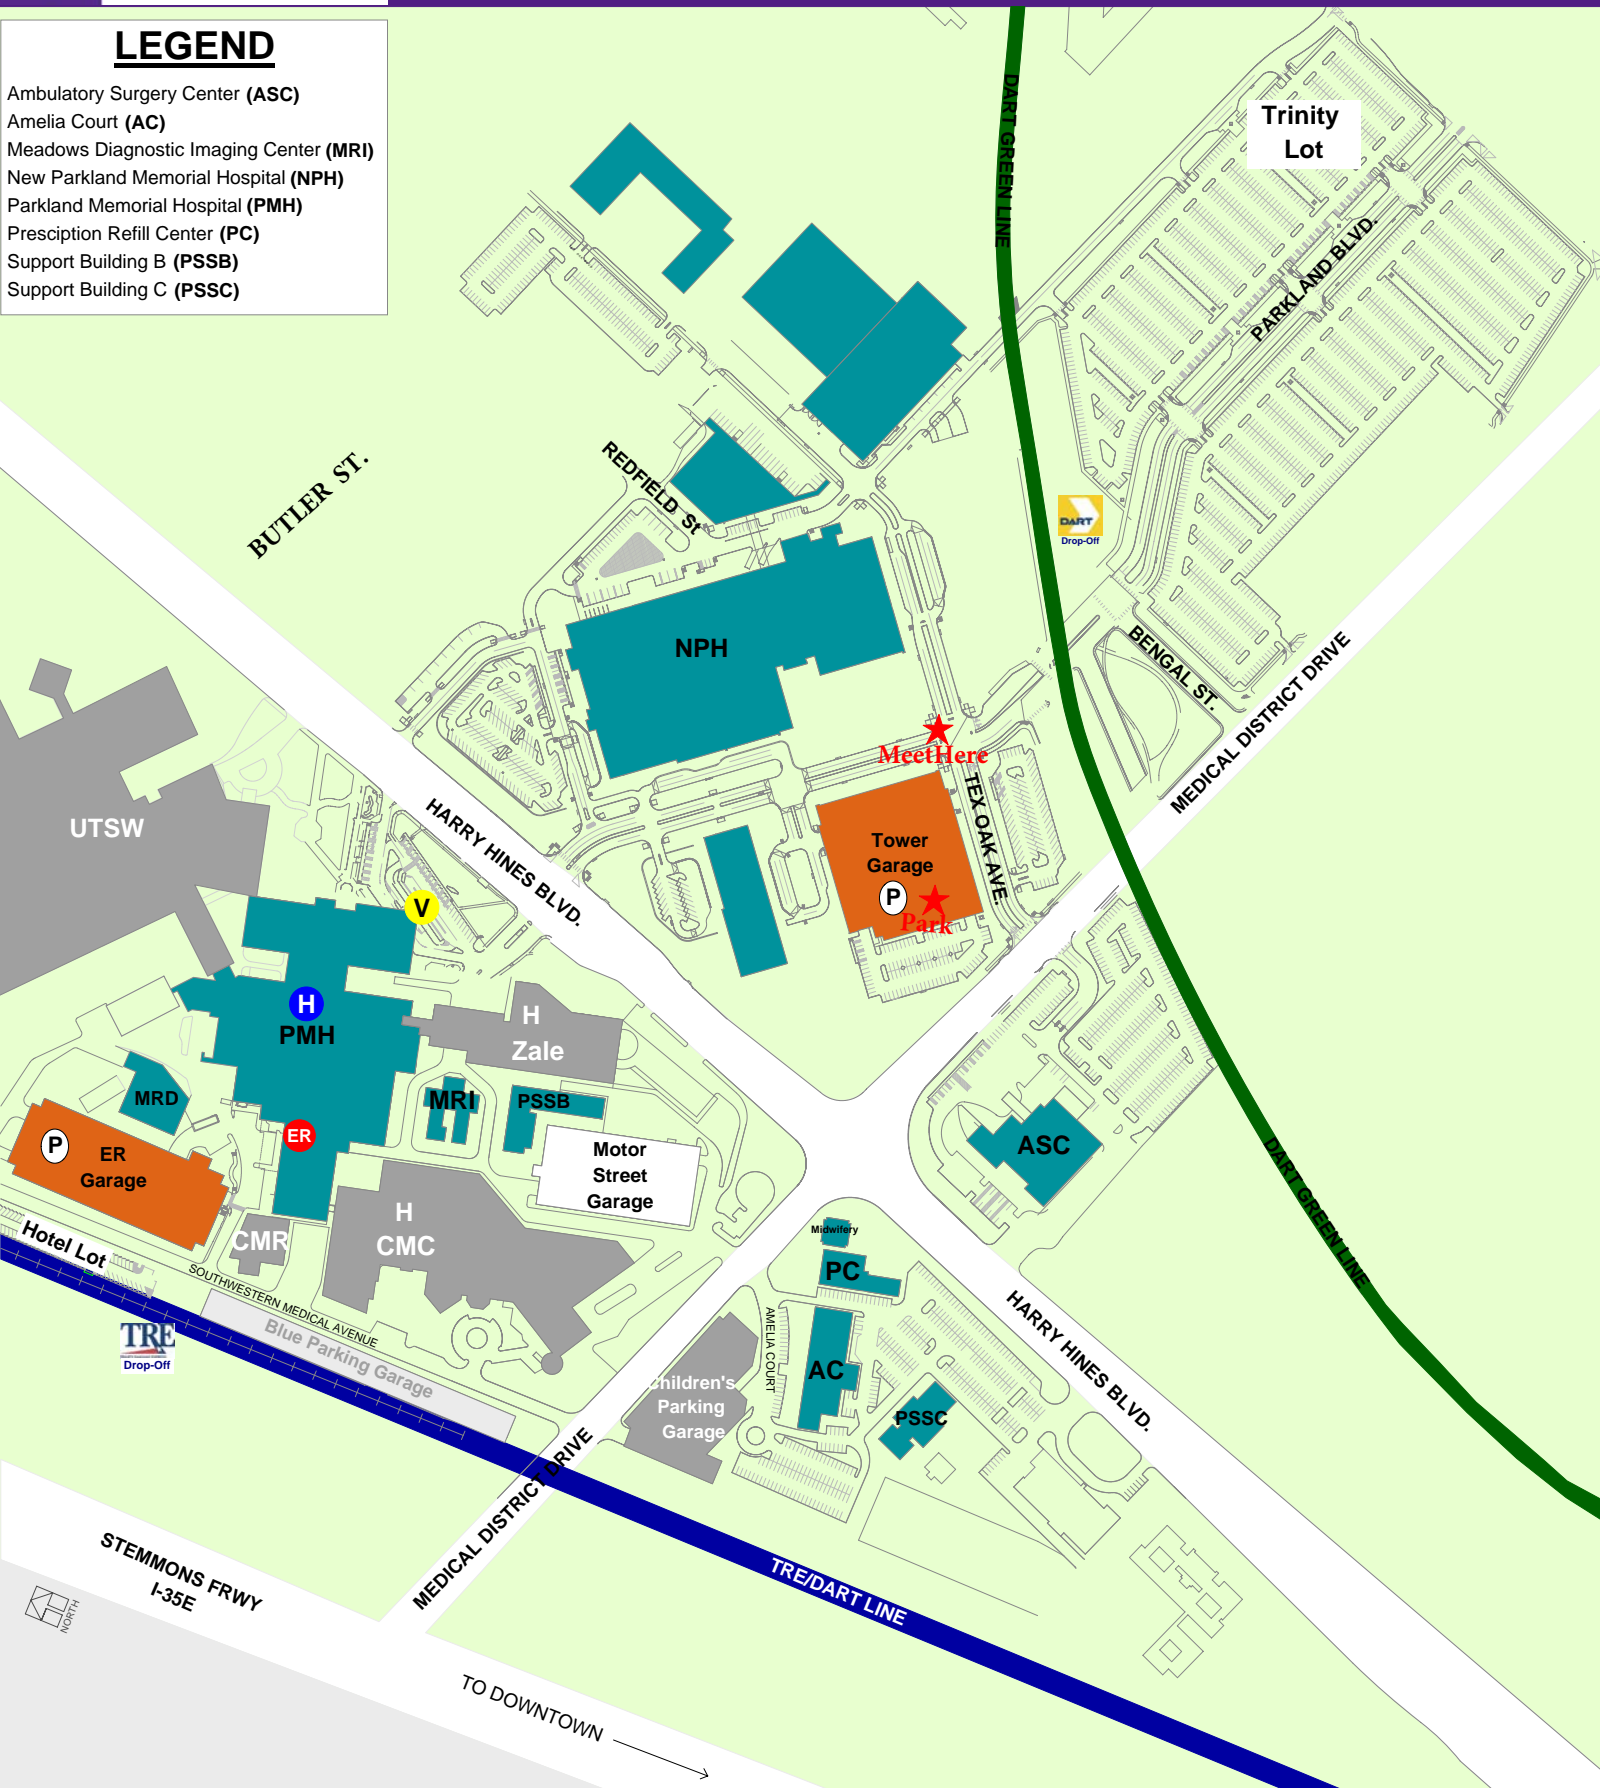 LEGEND
Ambulatory Surgery Center (ASC)
Amelia Court (AC)
Meadows Diagnostic Imaging Center (MRI)
New Parkland Memorial Hospital (NPH)
Parkland Memorial Hospital (PMH)
Presciption Refill Center (PC)
Support Building B (PSSB)
Support Building C (PSSC)
DART GREEN LINE
Trinity
Lot
PARKLAND BLVD.
BUTLER ST.
REDFIELD St
DART
Drop-Off
NPH
BENGAL ST.
MEDICAL DISTRICT DRIVE
MeetHere
TEX OAK AVE.
UTSW
HARRY HINES BLVD.
Tower
Garage
P
Park
V
H
PMH
H
Zale
MRD
MRI
PSSB
ER
P
ER
Garage
Motor
Street
Garage
ASC
DART GREEN LINE
Hotel Lot
CMR
H
CMC
Midwifery
PC
SOUTHWESTERN MEDICAL AVENUE
Blue Parking Garage
TRE
Drop-Off
AMELIA COURT
AC
HARRY HINES BLVD.
Children's
Parking
Garage
PSSC
MEDICAL DISTRICT DRIVE
STEMMONS FRWY
I-35E
TRE/DART LINE
NORTH
TO DOWNTOWN